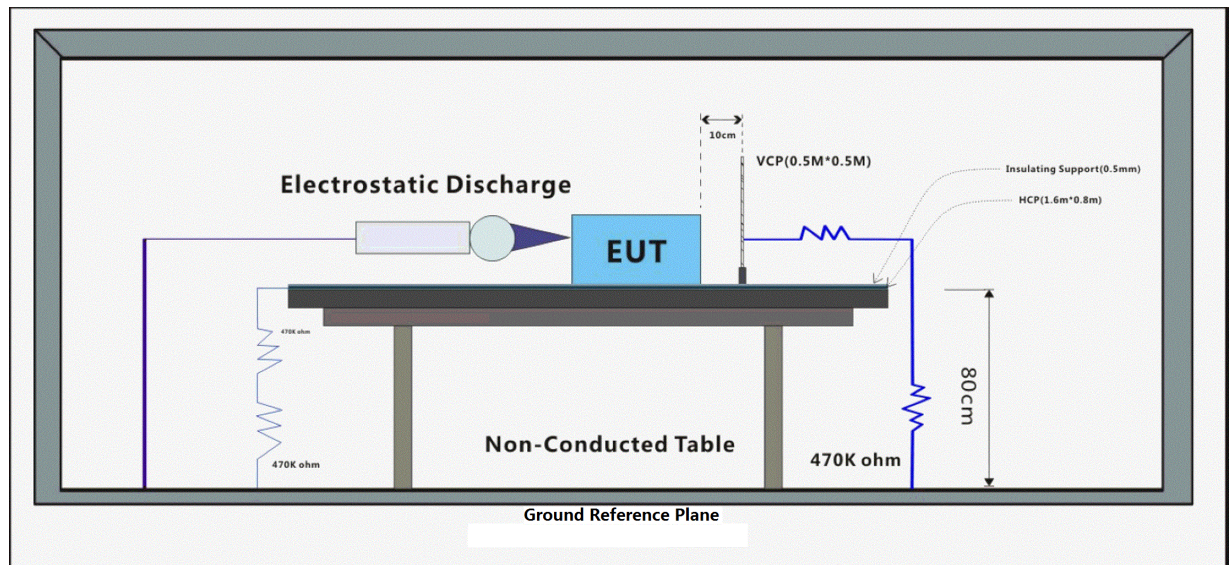 10cm
VCP(0.5M*0.5M)
Insulating Support(0.5mm)
Electrostatic Discharge
HCP(1.6m*0.8m)
EUT
470K ohm
80cm
Non-Conducted Table
470K ohm
470K ohm
Ground Reference Plane